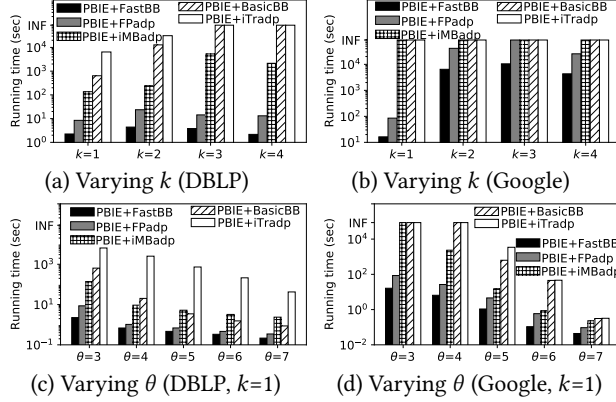 PBIE+FastBB
PBIE+FPadp
PBIE+iMBadp
PBIE+BasicBB
PBIE+iTradp
Running time (sec)
INF
10^4
10^3
10^2
10^1
10^0
k=1 k=2 k=3 k=4
(a) Varying k (DBLP)
PBIE+FastBB
PBIE+FPadp
PBIE+iMBadp
PBIE+BasicBB
PBIE+iTradp
Running time (sec)
INF
10^4
10^3
10^2
10^1
k=1 k=2 k=3 k=4
(b) Varying k (Google)
PBIE+FastBB
PBIE+FPadp
PBIE+iMBadp
PBIE+BasicBB
PBIE+iTradp
Running time (sec)
INF
10^3
10^1
10^-1
θ=3 θ=4 θ=5 θ=6 θ=7
(c) Varying θ (DBLP, k=1)
PBIE+BasicBB
PBIE+iTradp
PBIE+FastBB
PBIE+FPadp
PBIE+iMBadp
Running time (sec)
INF
10^4
10^2
10^0
10^-2
θ=3 θ=4 θ=5 θ=6 θ=7
(d) Varying θ (Google, k=1)